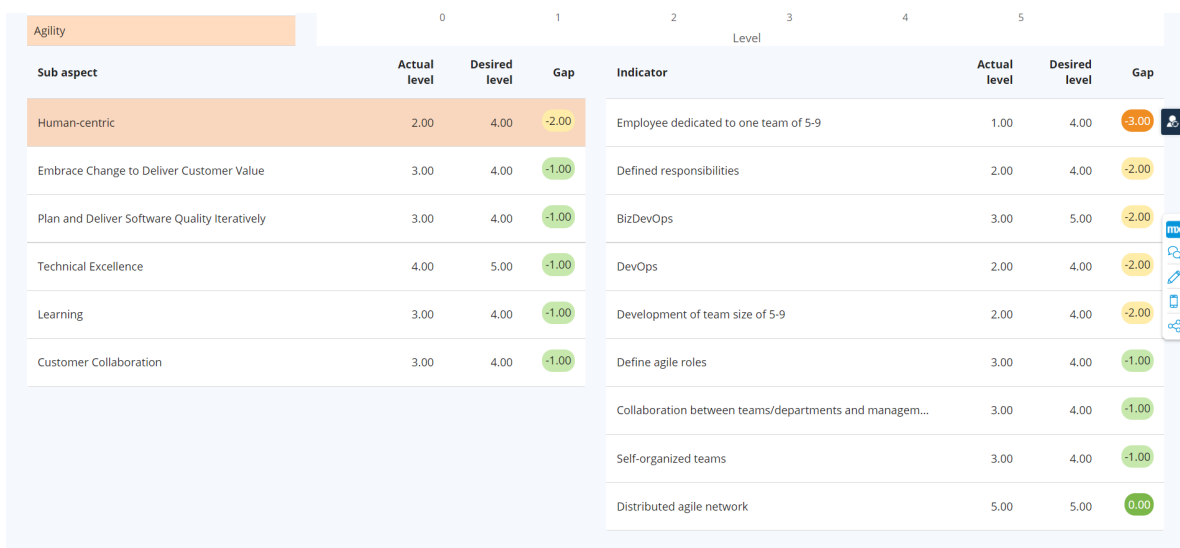 0 1 2 3 4 5
Agility
Level
Sub aspect Actual level Desired level Gap
Human-centric 2.00 4.00 -2.00
Embrace Change to Deliver Customer Value 3.00 4.00 -1.00
Plan and Deliver Software Quality Iteratively 3.00 4.00 -1.00
Technical Excellence 4.00 5.00 -1.00
Learning 3.00 4.00 -1.00
Customer Collaboration 3.00 4.00 -1.00
Indicator Actual level Desired level Gap
Employee dedicated to one team of 5-9 1.00 4.00 -3.00
Defined responsibilities 2.00 4.00 -2.00
BizDevOps 3.00 5.00 -2.00
DevOps 2.00 4.00 -2.00
Development of team size of 5-9 2.00 4.00 -2.00
Define agile roles 3.00 4.00 -1.00
Collaboration between teams/departments and managem... 3.00 4.00 -1.00
Self-organized teams 3.00 4.00 -1.00
Distributed agile network 5.00 5.00 0.00